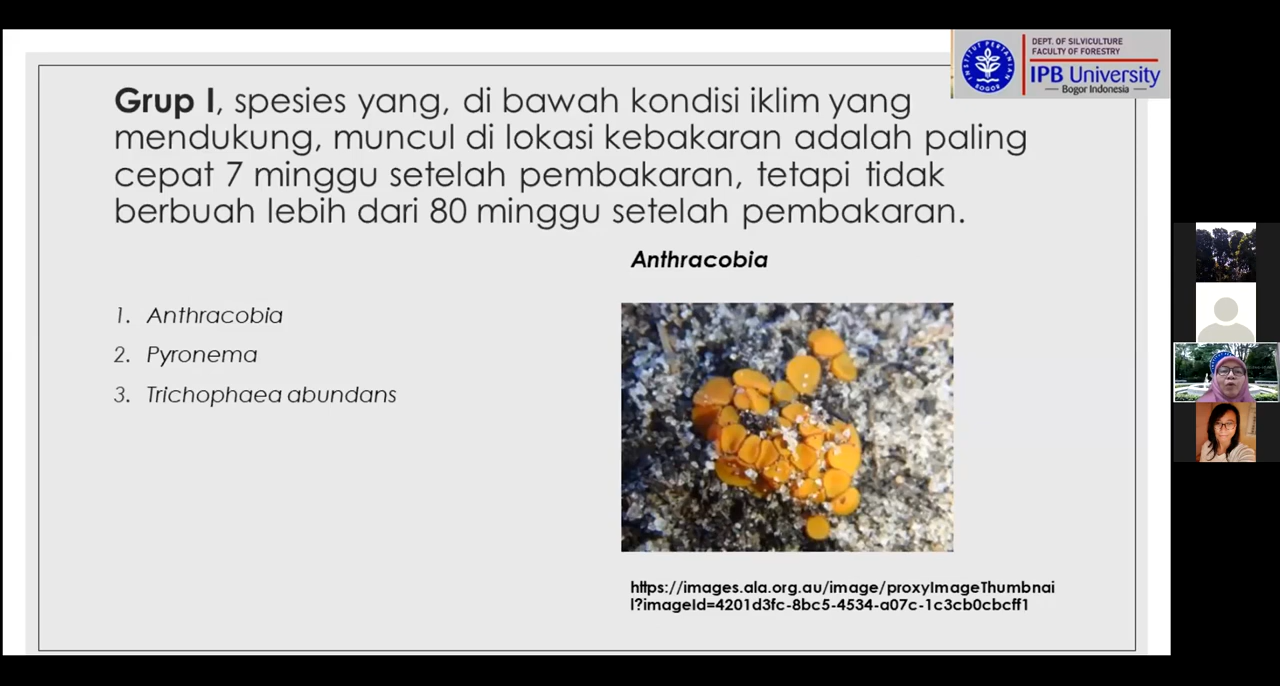 DEPT. OF SILVICULTURE
FACULTY OF FORESTRY
IPB University
Bogor Indonesia
INSTITUT PERTANIAN
BOGOR
Grup I, spesies yang, di bawah kondisi iklim yang
mendukung, muncul di lokasi kebakaran adalah paling
cepat 7 minggu setelah pembakaran, tetapi tidak
berbuah lebih dari 80 minggu setelah pembakaran.
Anthracobia
1. Anthracobia
2. Pyronema
3. Trichophaea abundans
https://images.ala.org.au/image/proxyImageThumbnai
l?imageId=4201d3fc-8bc5-4534-a07c-1c3cb0cbcff1